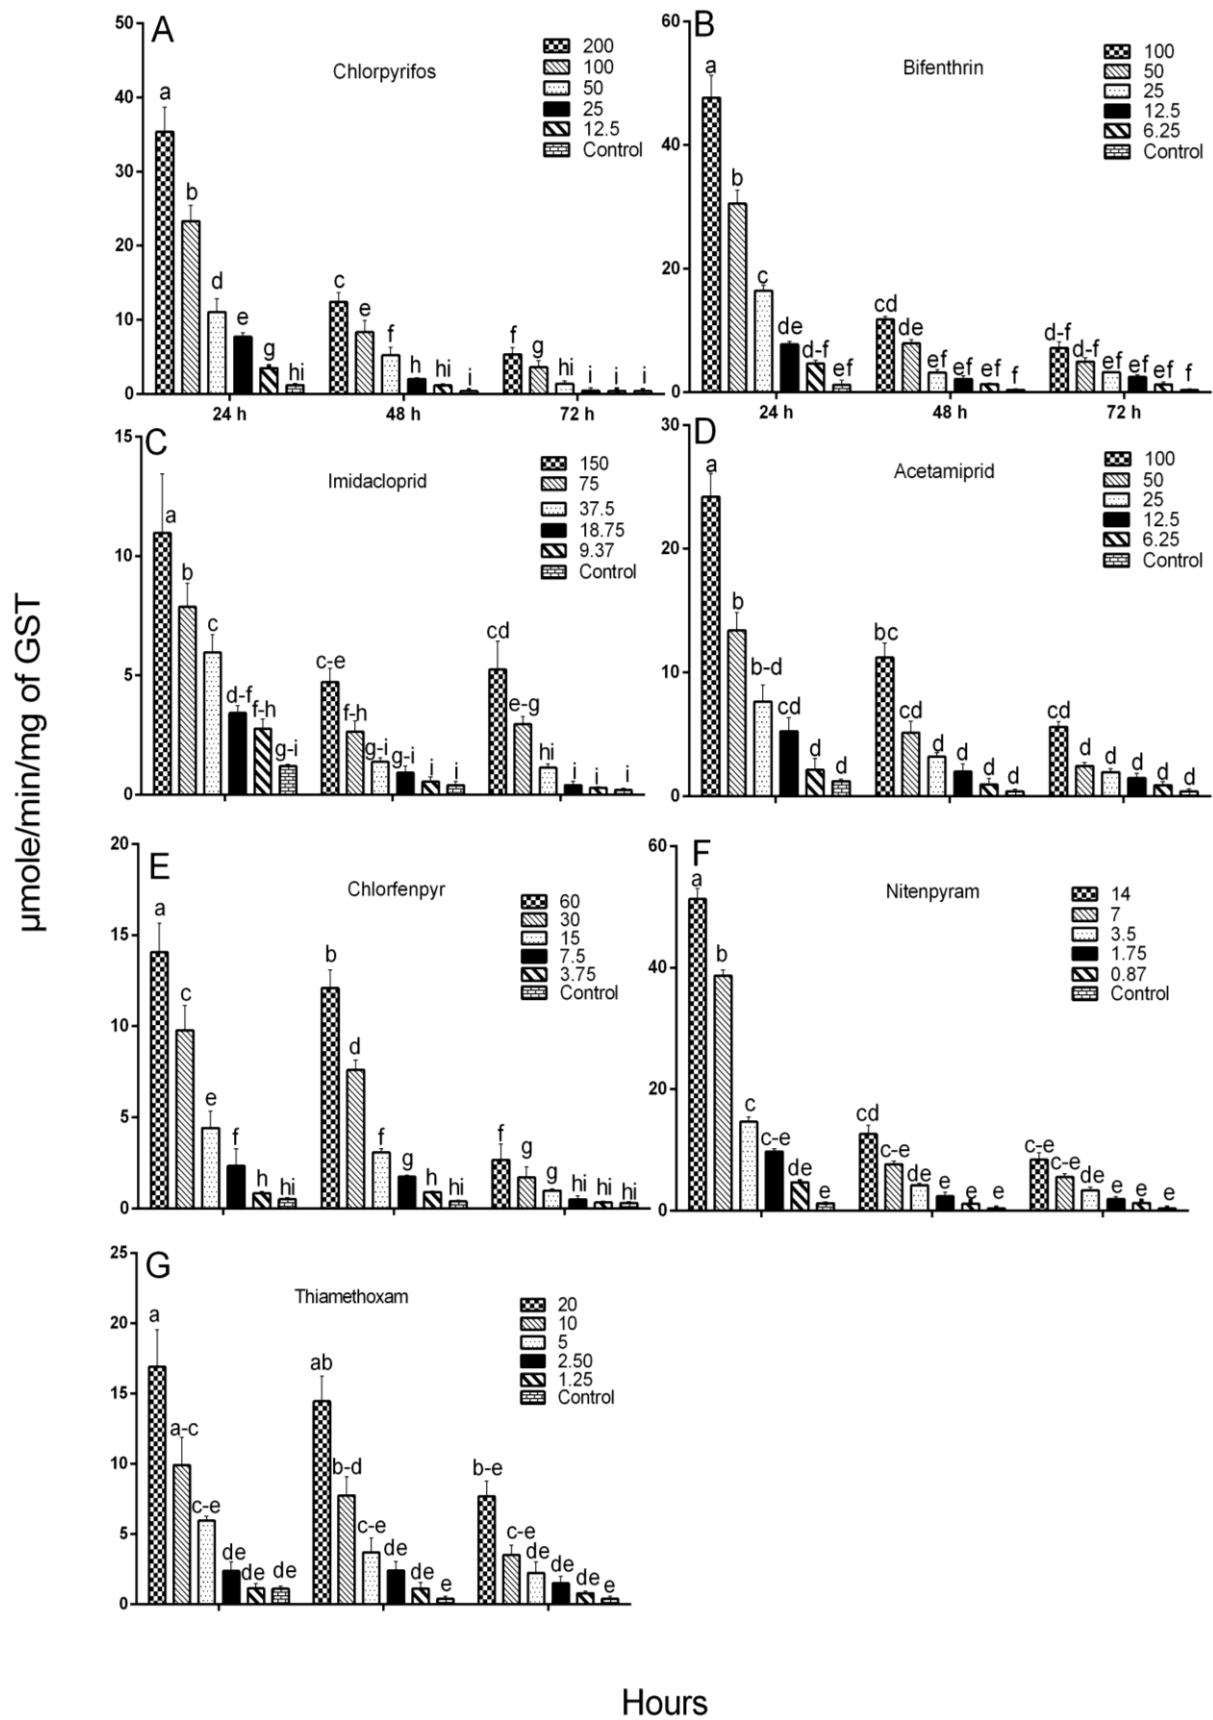 µmole/min/mg of GST
A
Chlorpyrifos
50
40
30
20
10
0
200
100
50
25
12.5
Control
a
b
d
e
g
hi
c
e
f
h
hi
i
f
g
hi
i
i
i
24 h
48 h
72 h
B
Bifenthrin
60
40
20
0
100
50
25
12.5
6.25
Control
a
b
c
de
d-f
ef
cd
de
ef
ef
ef
f
d-f
d-f
ef
ef
ef
f
24 h
48 h
72 h
C
Imidacloprid
15
10
5
0
150
75
37.5
18.75
9.37
Control
a
b
c
d-f
f-h
g-i
c-e
f-h
g-i
g-i
i
i
cd
e-g
hi
i
i
i
D
Acetamiprid
30
20
10
0
100
50
25
12.5
6.25
Control
a
b
b-d
cd
d
d
bc
cd
d
d
d
d
cd
d
d
d
d
d
E
Chlorfenpyr
20
15
10
5
0
60
30
15
7.5
3.75
Control
a
c
e
f
h
hi
b
d
f
g
h
hi
f
g
g
hi
hi
hi
F
Nitenpyram
60
40
20
0
14
7
3.5
1.75
0.87
Control
a
b
c
c-e
de
e
cd
c-e
de
e
e
e
c-e
c-e
de
e
e
e
G
Thiamethoxam
25
20
15
10
5
0
20
10
5
2.50
1.25
Control
a
a-c
c-e
de
de
de
ab
b-d
c-e
de
de
e
b-e
c-e
de
de
de
e
Hours